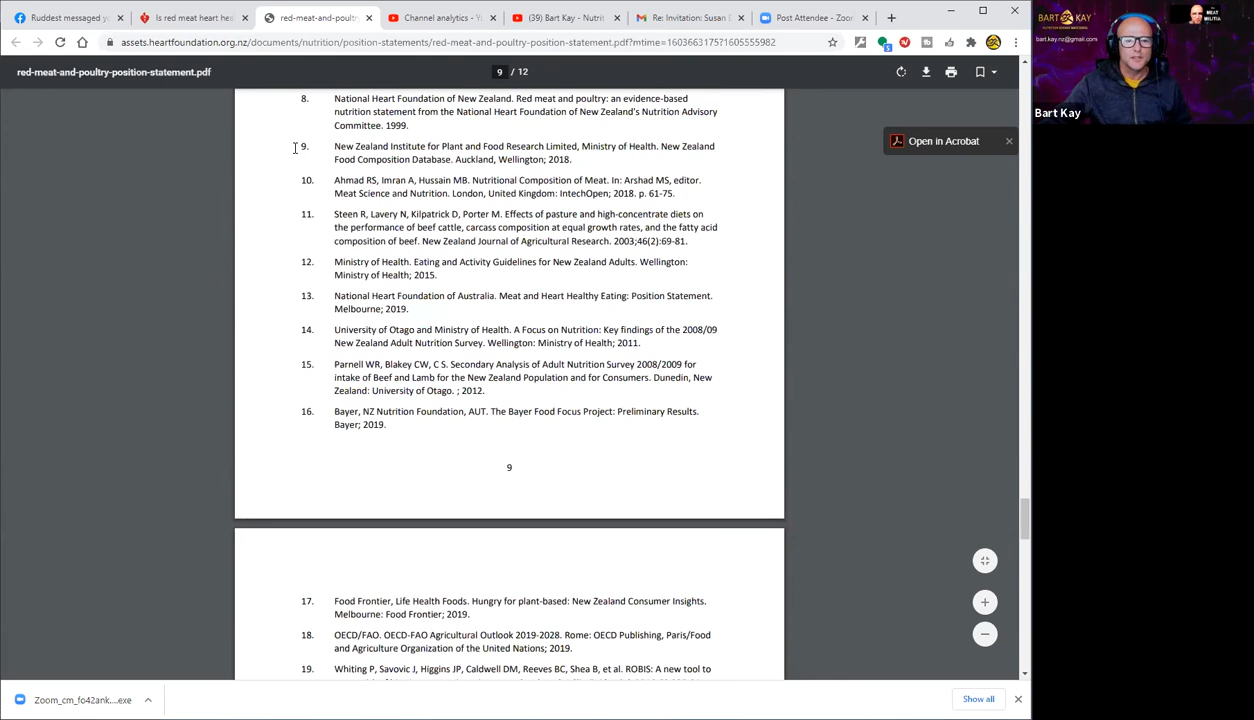 Ruddest messaged yo
Is red meat heart hea
red-meat-and-poultry
Channel analytics - Y
(39) Bart Kay - Nutriti
Re: Invitation: Susan
Post Attendee - Zoom
assets.heartfoundation.org.nz/documents/nutrition/position-statements/red-meat-and-poultry-position-statement.pdf?mtime=1603663175?1605555982
BART KAY
bart.kay.nz@gmail.com
MEAT
MILITIA
red-meat-and-poultry-position-statement.pdf
9 / 12
Bart Kay
Open in Acrobat
8. National Heart Foundation of New Zealand. Red meat and poultry: an evidence-based
nutrition statement from the National Heart Foundation of New Zealand's Nutrition Advisory
Committee. 1999.
9. New Zealand Institute for Plant and Food Research Limited, Ministry of Health. New Zealand
Food Composition Database. Auckland, Wellington; 2018.
10. Ahmad RS, Imran A, Hussain MB. Nutritional Composition of Meat. In: Arshad MS, editor.
Meat Science and Nutrition. London, United Kingdom: IntechOpen; 2018. p. 61-75.
11. Steen R, Lavery N, Kilpatrick D, Porter M. Effects of pasture and high-concentrate diets on
the performance of beef cattle, carcass composition at equal growth rates, and the fatty acid
composition of beef. New Zealand Journal of Agricultural Research. 2003;46(2):69-81.
12. Ministry of Health. Eating and Activity Guidelines for New Zealand Adults. Wellington:
Ministry of Health; 2015.
13. National Heart Foundation of Australia. Meat and Heart Healthy Eating: Position Statement.
Melbourne; 2019.
14. University of Otago and Ministry of Health. A Focus on Nutrition: Key findings of the 2008/09
New Zealand Adult Nutrition Survey. Wellington: Ministry of Health; 2011.
15. Parnell WR, Blakey CW, C S. Secondary Analysis of Adult Nutrition Survey 2008/2009 for
intake of Beef and Lamb for the New Zealand Population and for Consumers. Dunedin, New
Zealand: University of Otago. ; 2012.
16. Bayer, NZ Nutrition Foundation, AUT. The Bayer Food Focus Project: Preliminary Results.
Bayer; 2019.
9
17. Food Frontier, Life Health Foods. Hungry for plant-based: New Zealand Consumer Insights.
Melbourne: Food Frontier; 2019.
18. OECD/FAO. OECD-FAO Agricultural Outlook 2019-2028. Rome: OECD Publishing, Paris/Food
and Agriculture Organization of the United Nations; 2019.
19. Whiting P, Savovic J, Higgins JP, Caldwell DM, Reeves BC, Shea B, et al. ROBIS: A new tool to
Zoom_cm_fo42ank....exe
Show all